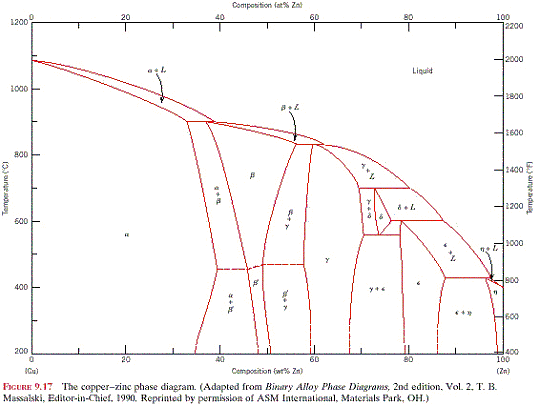 Composition (at% Zn)
0 20 40 60 80 100
1200
2200
α + L
Liquid
2000
1000
1800
β + L
1600
800
γ
+
L
1400
α
+
β
β
γ
+
δ
δ
δ + L
1200
600
β
+
γ
ϵ
+
L
1000
η + L
α
γ
800
400
β'
α
+
β'
β'
+
γ
γ + ϵ
ϵ
ϵ + η
η
600
200
400
Temperature (°C)
Temperature (°F)
0 20 40 60 80 100
(Cu) Composition (wt% Zn) (Zn)
FIGURE 9.17 The copper–zinc phase diagram. (Adapted from Binary Alloy Phase Diagrams, 2nd edition, Vol. 2, T. B.
Massalski, Editor-in-Chief, 1990. Reprinted by permission of ASM International, Materials Park, OH.)